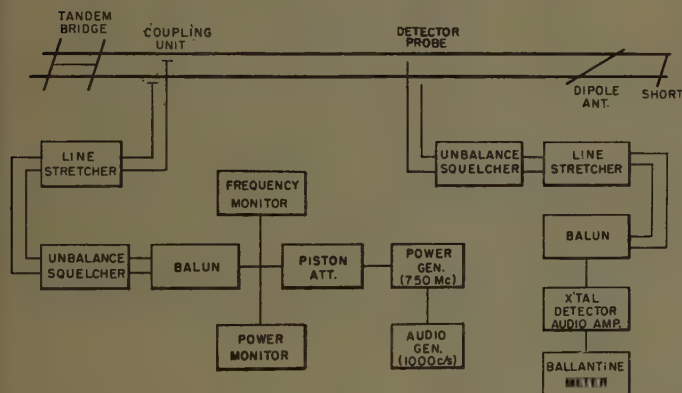 TANDEM
BRIDGE
COUPLING
UNIT
DETECTOR
PROBE
DIPOLE
ANT.
SHORT
LINE
STRETCHER
UNBALANCE
SQUELCHER
LINE
STRETCHER
FREQUENCY
MONITOR
UNBALANCE
SQUELCHER
BALUN
PISTON
ATT.
POWER
GEN.
(750 Mc)
BALUN
POWER
MONITOR
AUDIO
GEN.
(1000c/s)
X'TAL
DETECTOR
AUDIO AMP.
BALLANTINE
METER